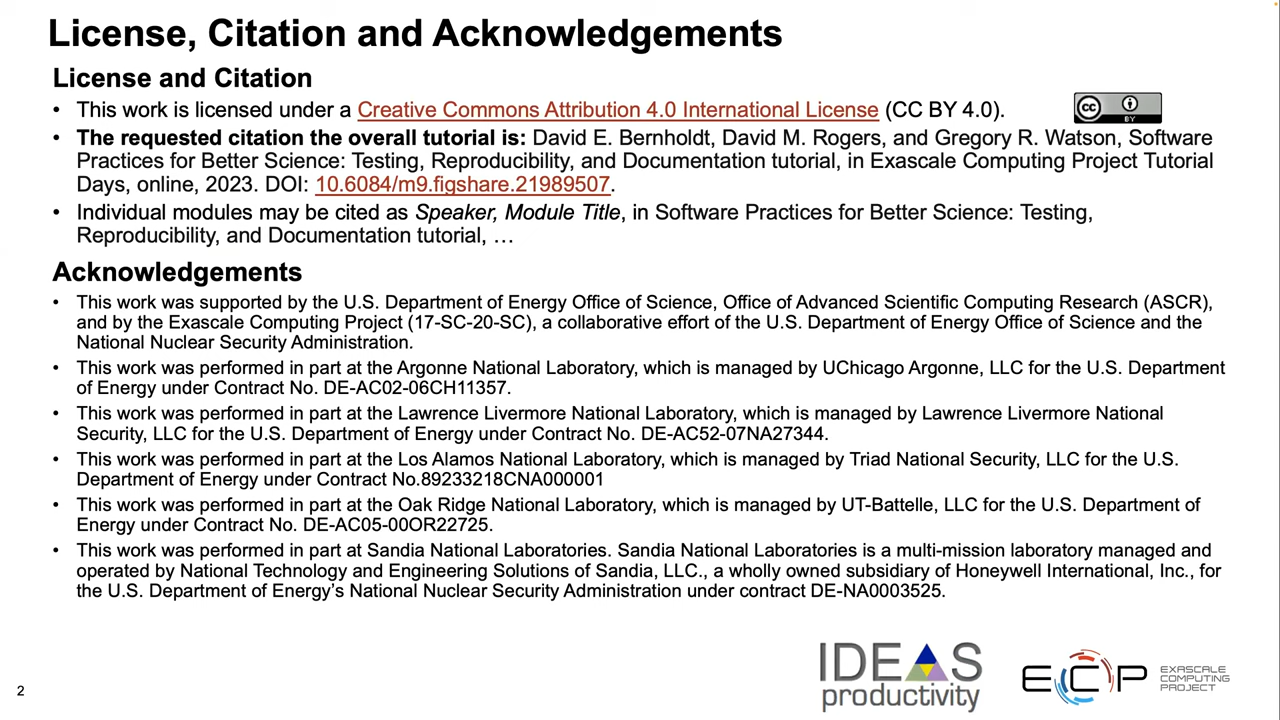 License, Citation and Acknowledgements
License and Citation
• This work is licensed under a Creative Commons Attribution 4.0 International License (CC BY 4.0).
cc BY
• The requested citation the overall tutorial is: David E. Bernholdt, David M. Rogers, and Gregory R. Watson, Software
Practices for Better Science: Testing, Reproducibility, and Documentation tutorial, in Exascale Computing Project Tutorial
Days, online, 2023. DOI: 10.6084/m9.figshare.21989507.
• Individual modules may be cited as Speaker, Module Title, in Software Practices for Better Science: Testing,
Reproducibility, and Documentation tutorial, …
Acknowledgements
• This work was supported by the U.S. Department of Energy Office of Science, Office of Advanced Scientific Computing Research (ASCR),
and by the Exascale Computing Project (17-SC-20-SC), a collaborative effort of the U.S. Department of Energy Office of Science and the
National Nuclear Security Administration.
• This work was performed in part at the Argonne National Laboratory, which is managed by UChicago Argonne, LLC for the U.S. Department
of Energy under Contract No. DE-AC02-06CH11357.
• This work was performed in part at the Lawrence Livermore National Laboratory, which is managed by Lawrence Livermore National
Security, LLC for the U.S. Department of Energy under Contract No. DE-AC52-07NA27344.
• This work was performed in part at the Los Alamos National Laboratory, which is managed by Triad National Security, LLC for the U.S.
Department of Energy under Contract No.89233218CNA000001
• This work was performed in part at the Oak Ridge National Laboratory, which is managed by UT-Battelle, LLC for the U.S. Department of
Energy under Contract No. DE-AC05-00OR22725.
• This work was performed in part at Sandia National Laboratories. Sandia National Laboratories is a multi-mission laboratory managed and
operated by National Technology and Engineering Solutions of Sandia, LLC., a wholly owned subsidiary of Honeywell International, Inc., for
the U.S. Department of Energy’s National Nuclear Security Administration under contract DE-NA0003525.
2
IDEAS
productivity
ECP
EXASCALE
COMPUTING
PROJECT